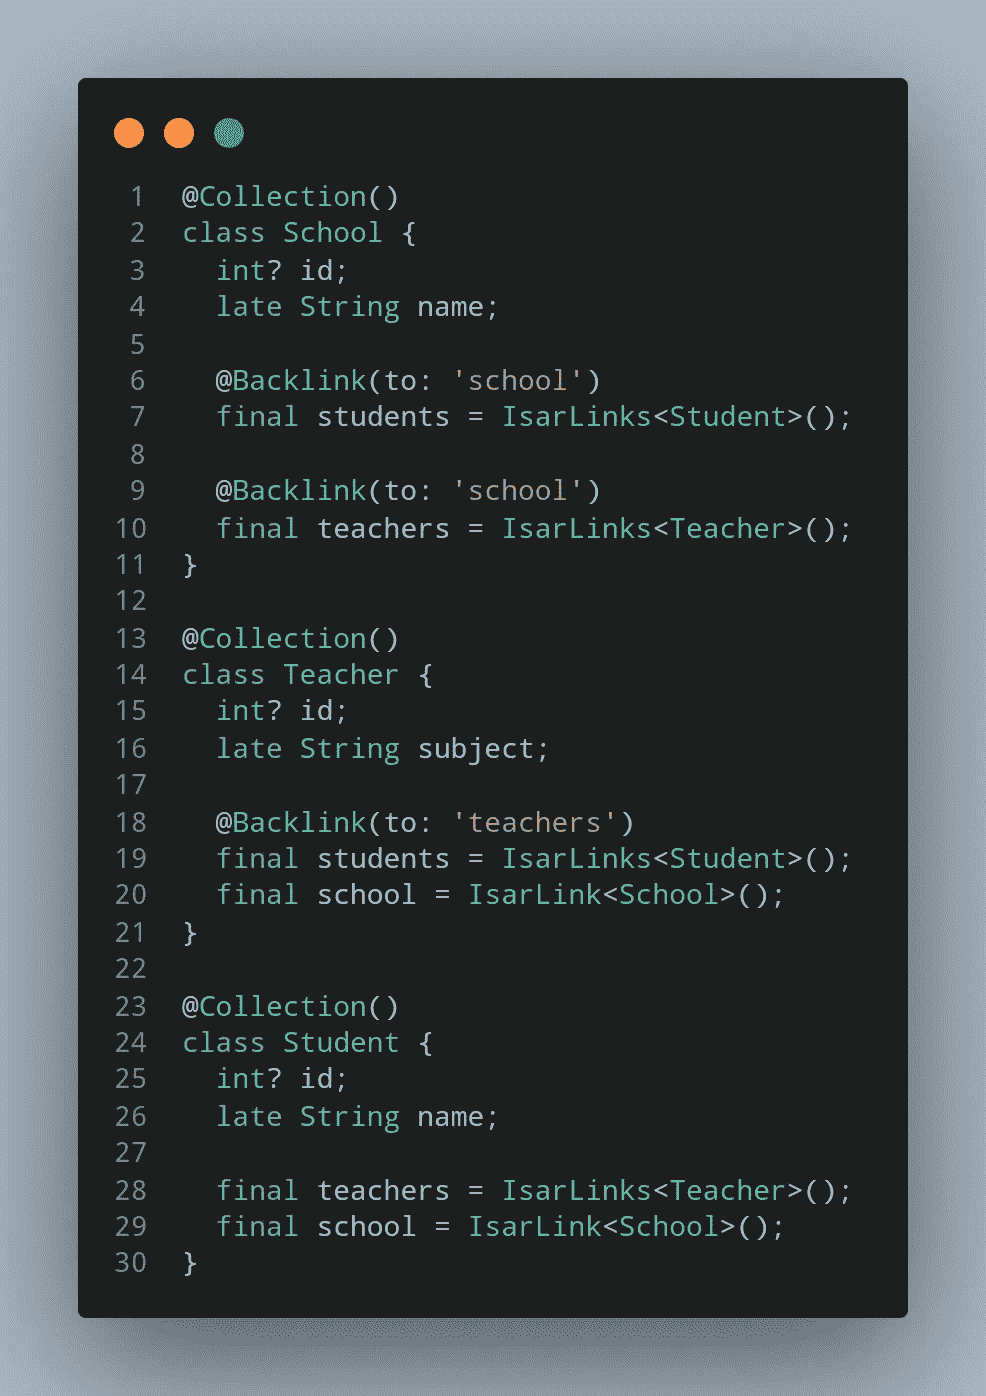 1 @Collection()
2 class School {
3   int? id;
4   late String name;
5
6   @Backlink(to: 'school')
7   final students = IsarLinks<Student>();
8
9   @Backlink(to: 'school')
10   final teachers = IsarLinks<Teacher>();
11 }
12
13 @Collection()
14 class Teacher {
15   int? id;
16   late String subject;
17
18   @Backlink(to: 'teachers')
19   final students = IsarLinks<Student>();
20   final school = IsarLink<School>();
21 }
22
23 @Collection()
24 class Student {
25   int? id;
26   late String name;
27
28   final teachers = IsarLinks<Teacher>();
29   final school = IsarLink<School>();
30 }